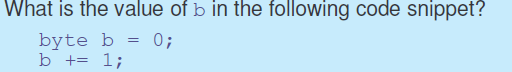 What is the value of b in the following code snippet?
byte b = 0;
b += 1;